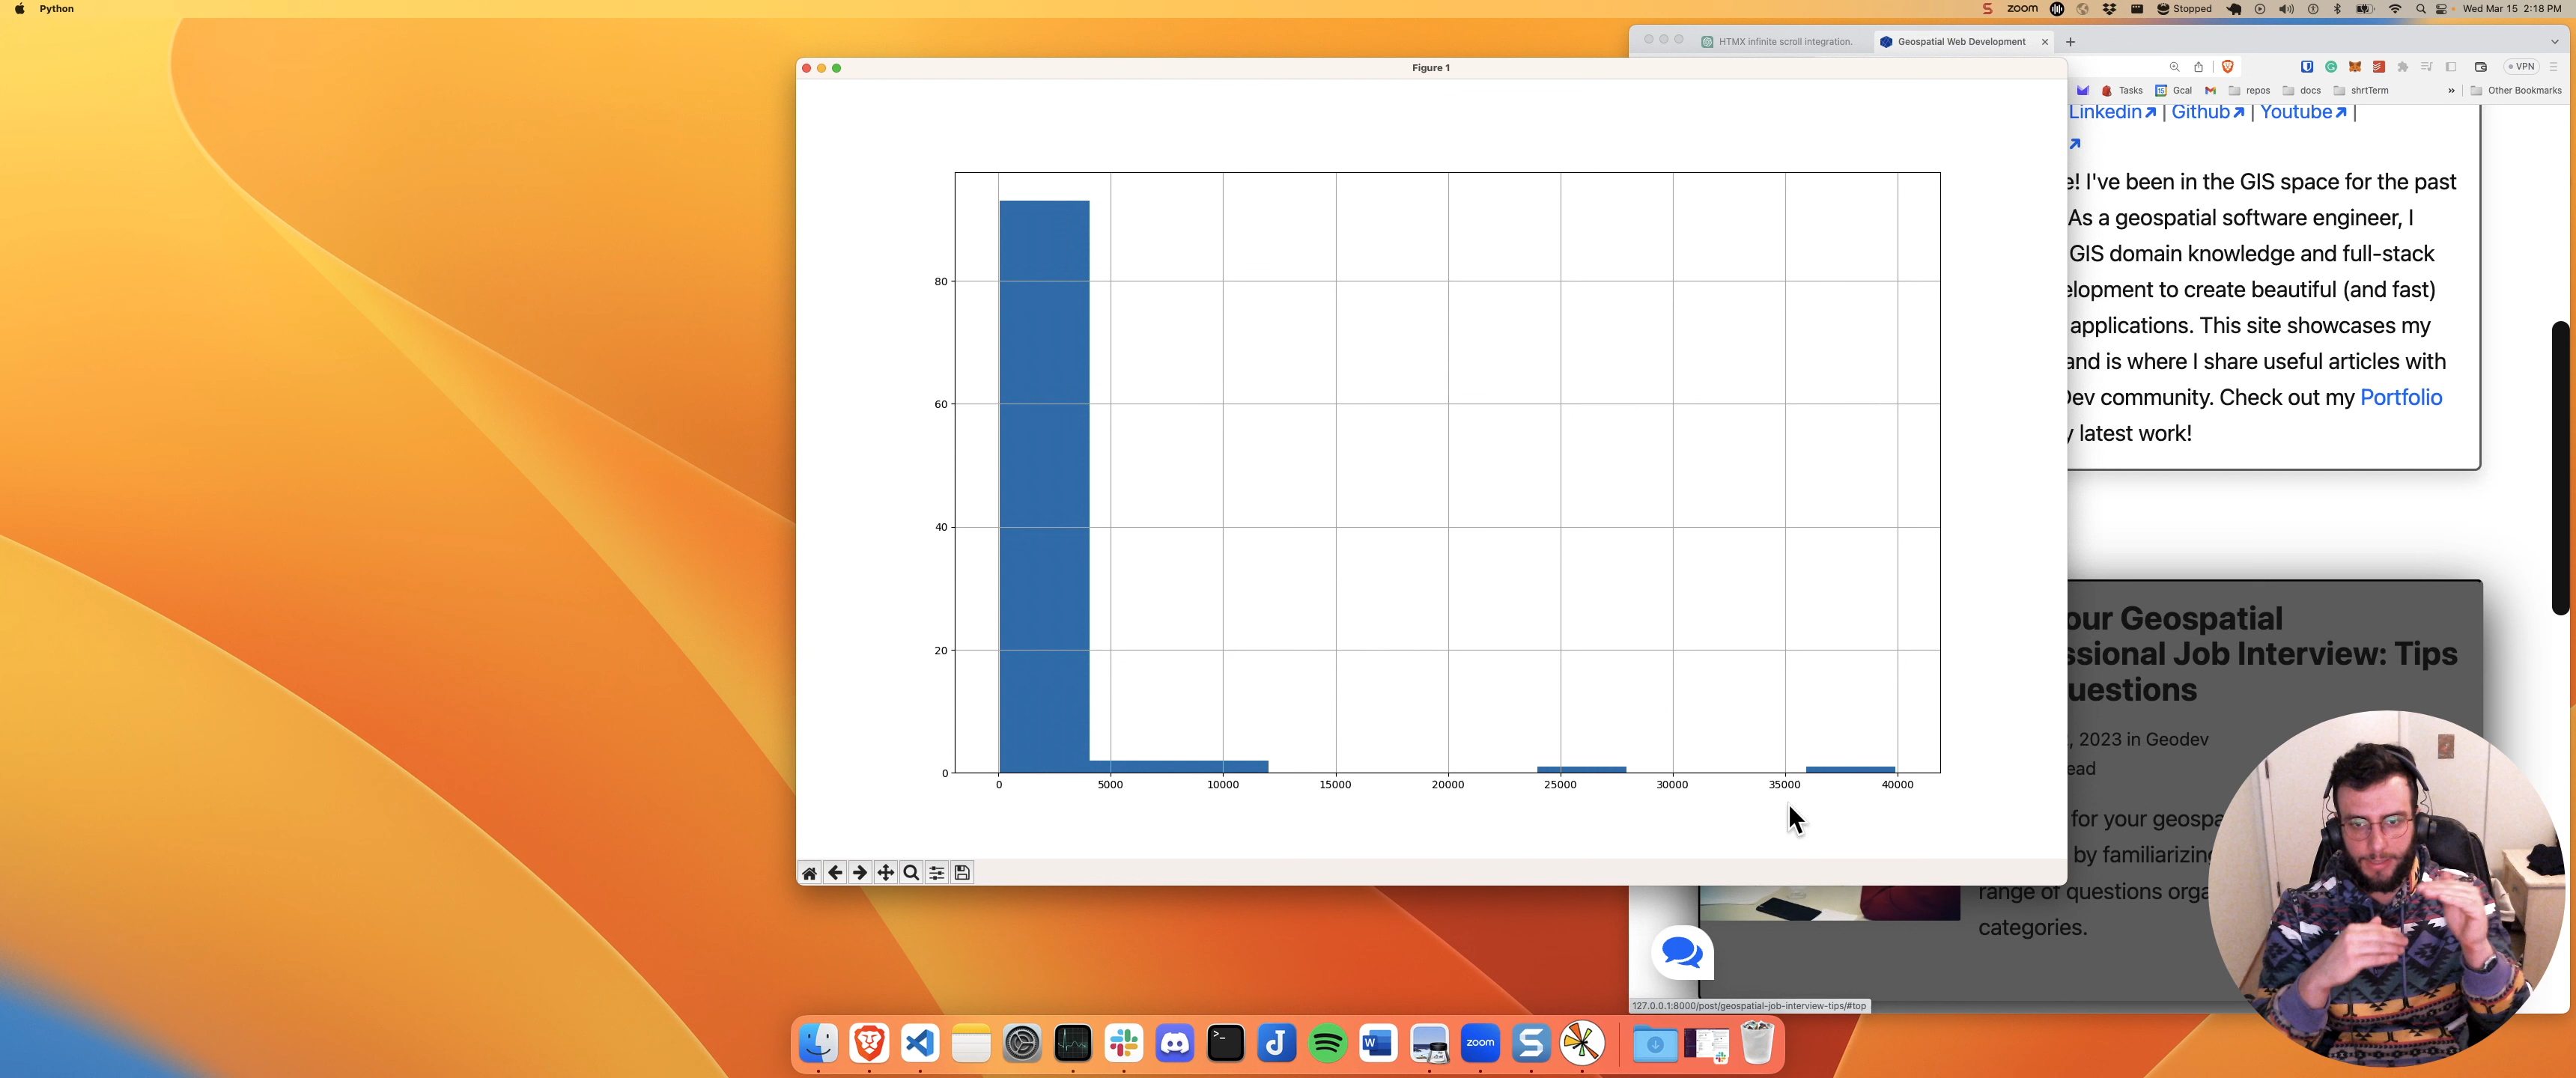 Python
zoom
Stopped
Wed Mar 15 2:18 PM
HTMX infinite scroll integration.
Geospatial Web Development
Figure 1
VPN
Tasks
Gcal
repos
docs
shrtTerm
»
Other Bookmarks
Linkedin | Github | Youtube |
e! I've been in the GIS space for the past
As a geospatial software engineer, I
GIS domain knowledge and full-stack
elopment to create beautiful (and fast)
applications. This site showcases my
and is where I share useful articles with
Dev community. Check out my Portfolio
y latest work!
80
60
40
20
0
0 5000 10000 15000 20000 25000 30000 35000 40000
our Geospatial
ssional Job Interview: Tips
uestions
, 2023 in Geodev
ead
for your geospa
by familiarizing
range of questions orga
categories.
127.0.0.1:8000/post/geospatial-job-interview-tips/#top
zoom